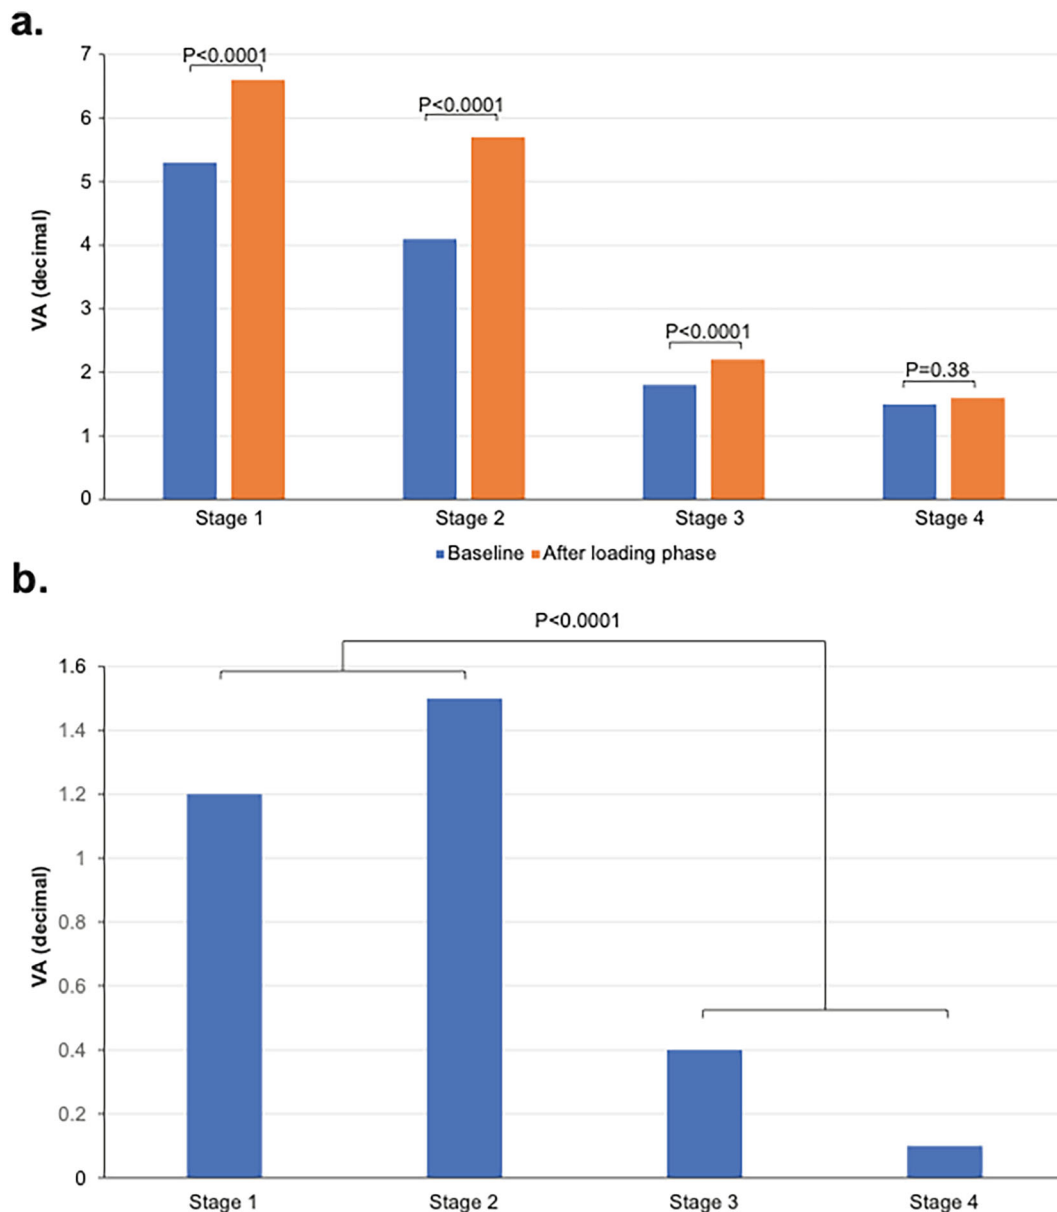 a.
7
P<0.0001
6
P<0.0001
5
4
VA (decimal)
3
P<0.0001
2
P=0.38
1
0
Stage 1 Stage 2 Stage 3 Stage 4
Baseline After loading phase
b.
P<0.0001
1.6
1.4
1.2
1
VA (decimal)
0.8
0.6
0.4
0.2
0
Stage 1 Stage 2 Stage 3 Stage 4